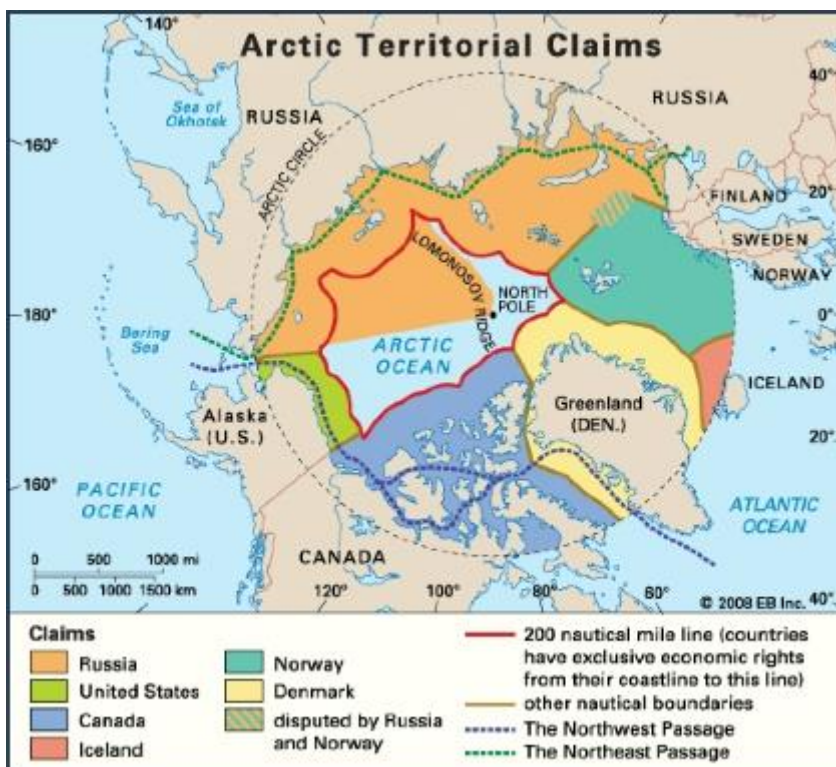 Arctic Territorial Claims
140°
40°
Sea of
Okhotsk
RUSSIA
RUSSIA
160°
ARCTIC CIRCLE
20°
FINLAND
SWEDEN
NORWAY
LOMONOSOV RIDGE
NORTH
POLE
180°
0°
Bering
Sea
ARCTIC
OCEAN
ICELAND
Alaska
(U.S.)
Greenland
(DEN.)
20°
160°
PACIFIC
OCEAN
ATLANTIC
OCEAN
CANADA
0 500 1000 mi
0 500 1000 1500 km
120°
100°
80°
60°
40°
© 2008 EB Inc.
Claims
Russia
United States
Canada
Iceland
Norway
Denmark
disputed by Russia
and Norway
200 nautical mile line (countries
have exclusive economic rights
from their coastline to this line)
other nautical boundaries
The Northwest Passage
The Northeast Passage